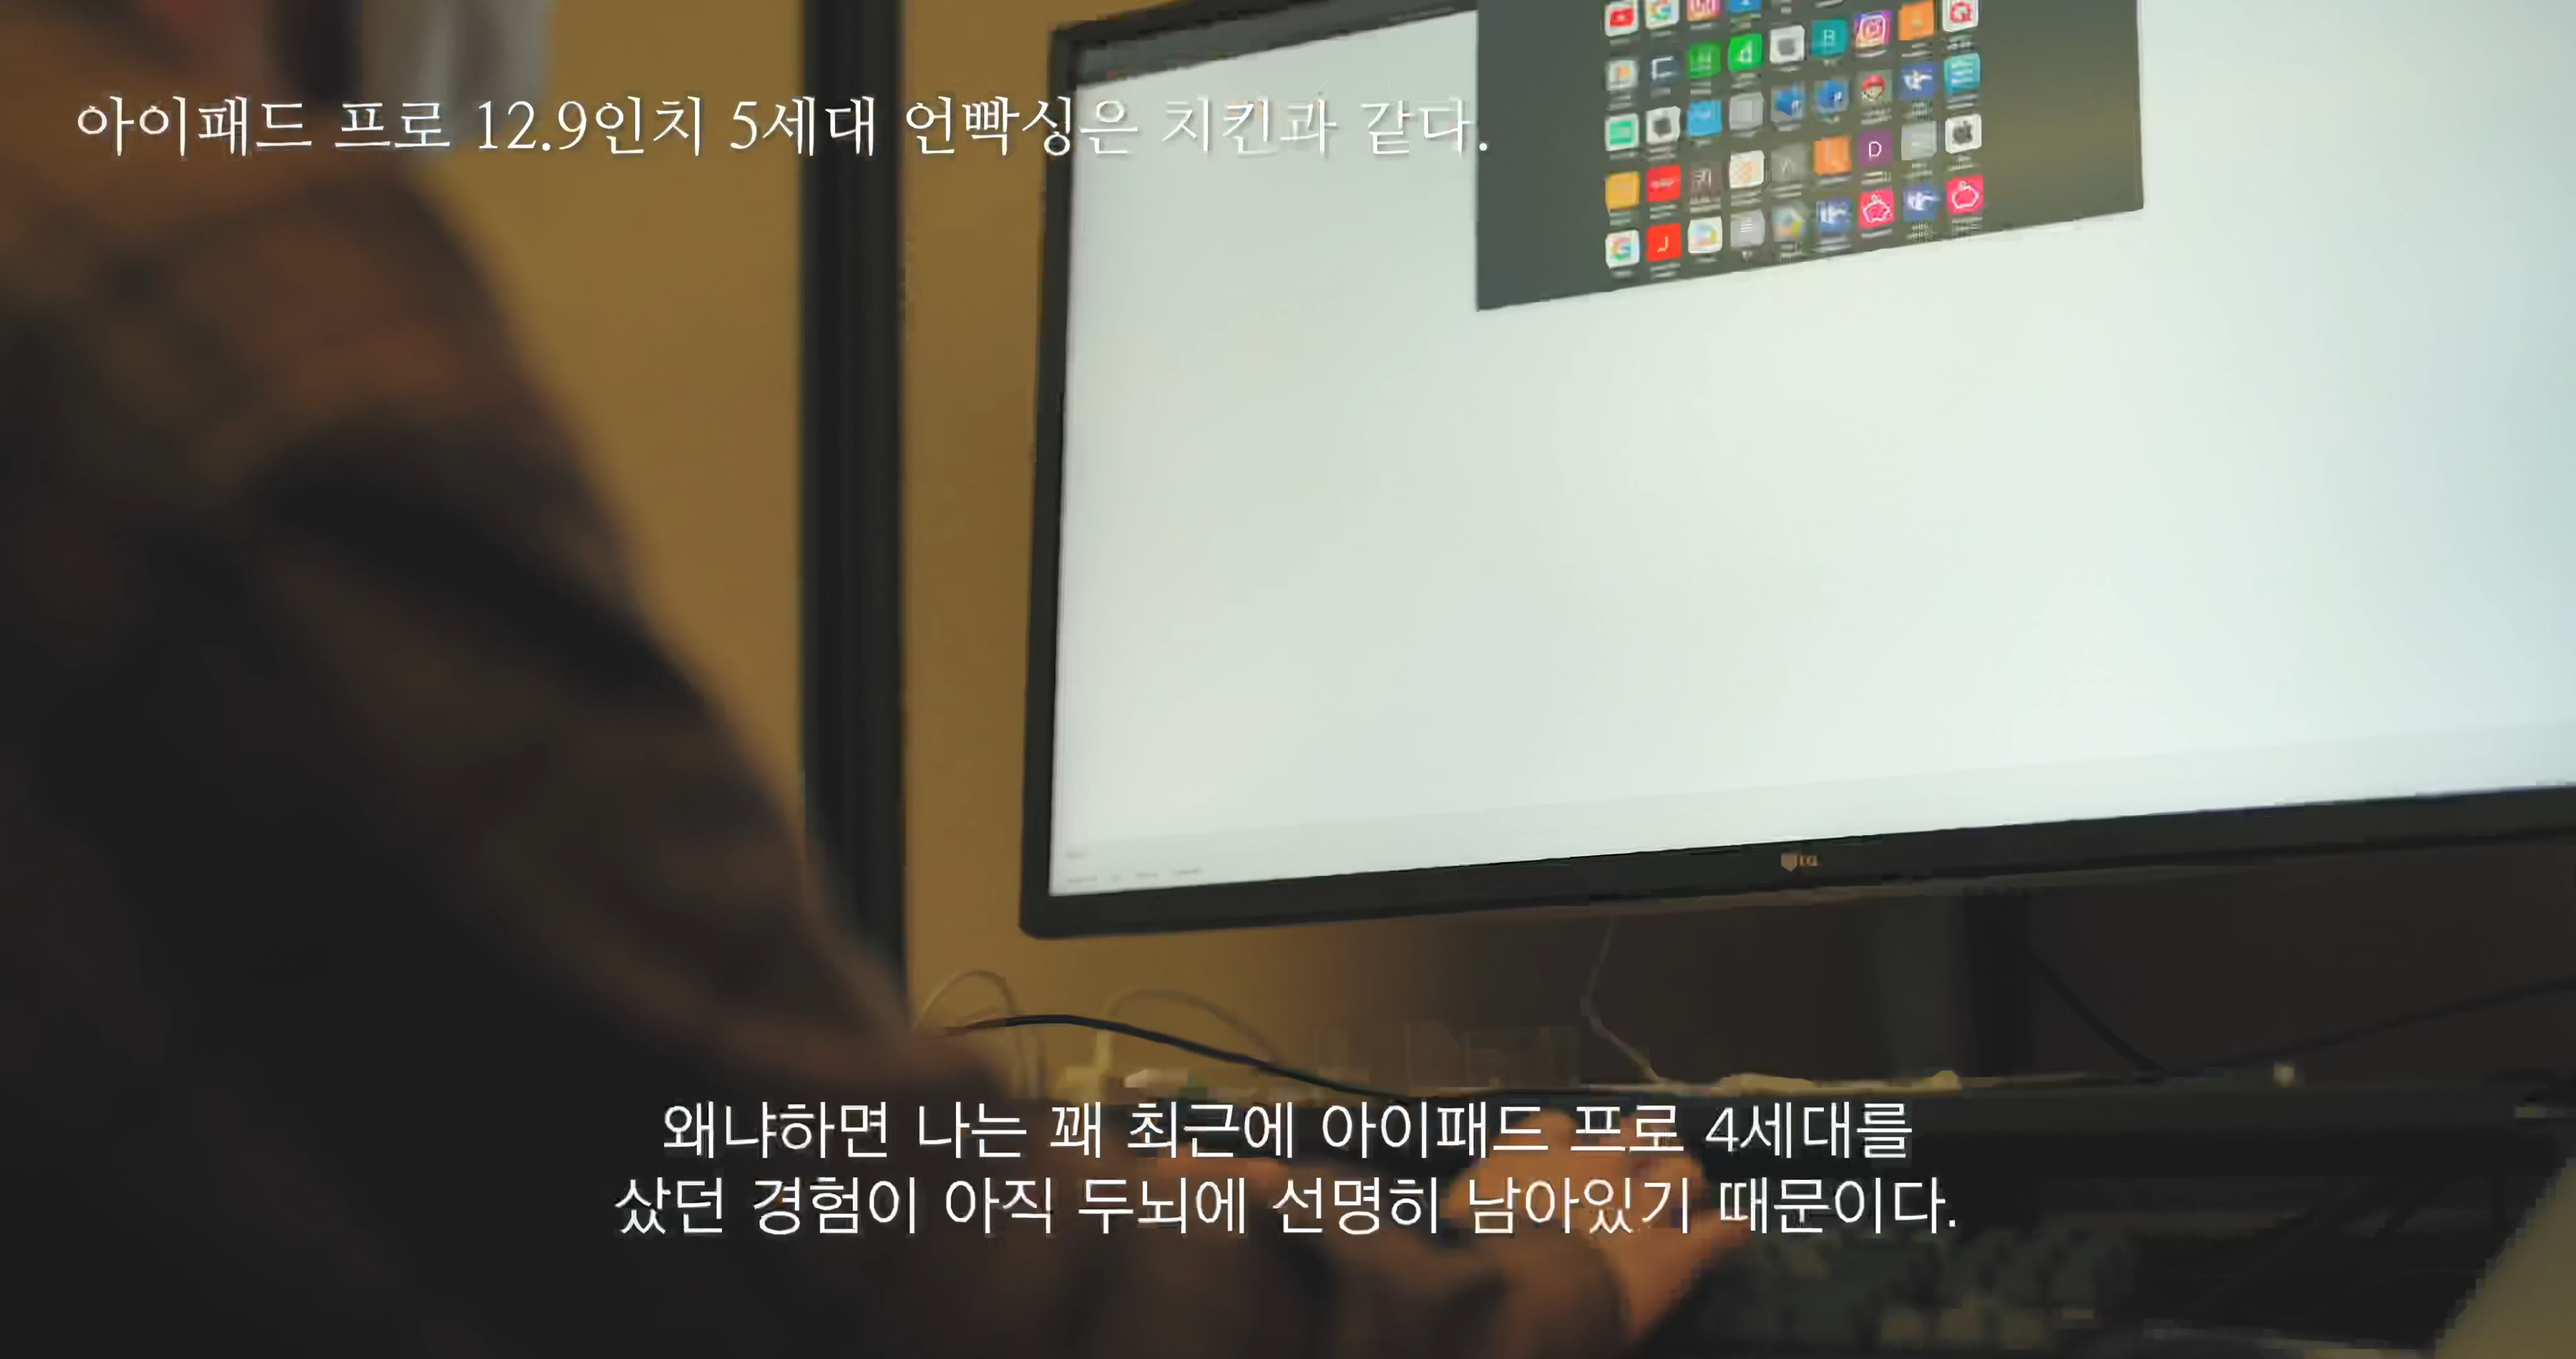 아이패드 프로 12.9인치 5세대 언빡싱은 치킨과 같다.
LG
왜냐하면 나는 꽤 최근에 아이패드 프로 4세대를
샀던 경험이 아직 두뇌에 선명히 남아있기 때문이다.